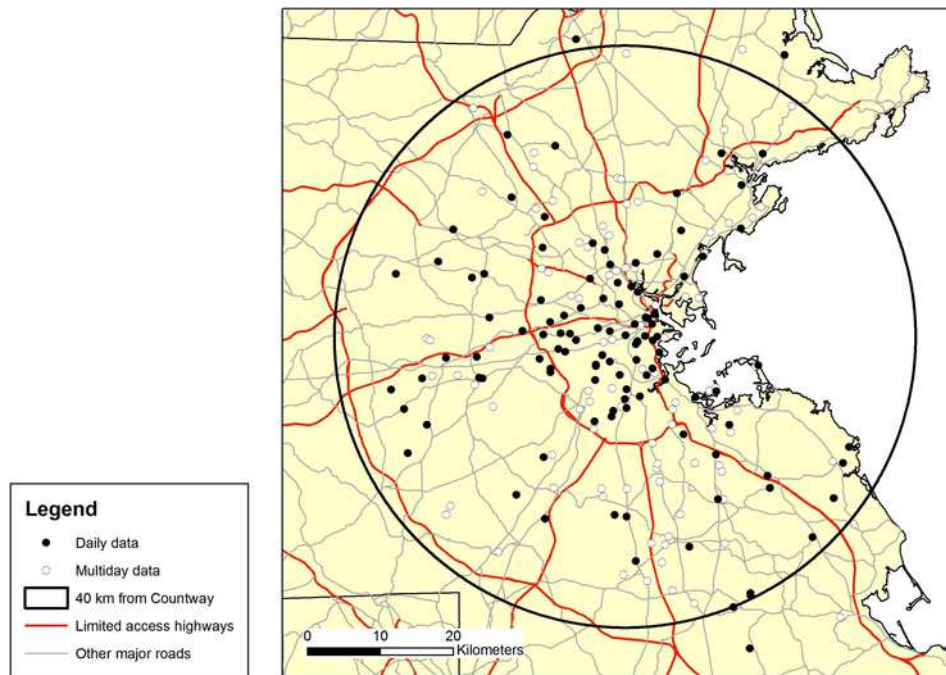 Legend
Daily data
Multiday data
40 km from Countway
Limited access highways
Other major roads
0 10 20
Kilometers